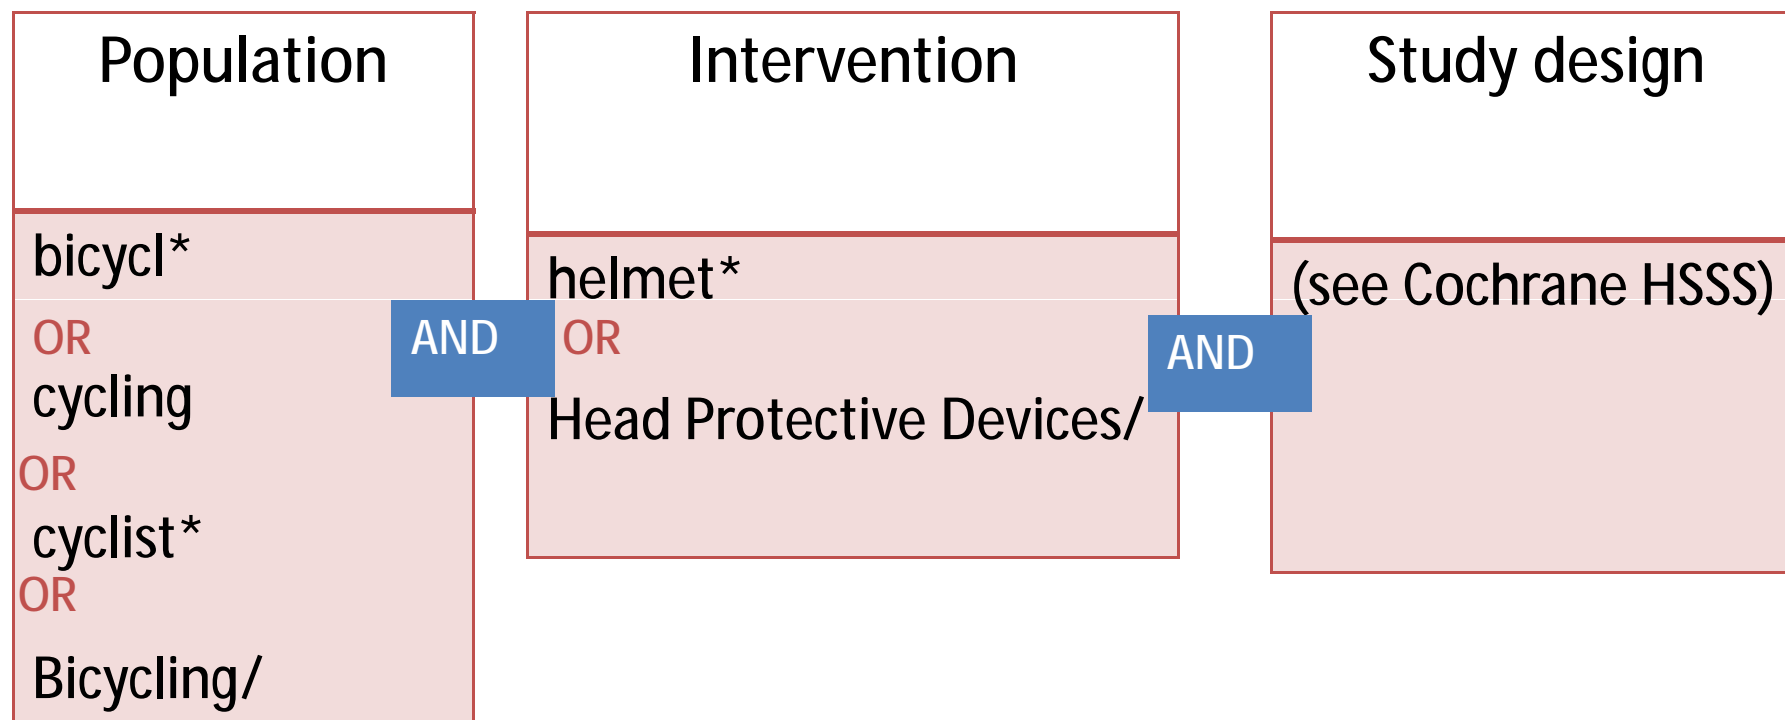 Population
bicycl*
OR
cycling
OR
cyclist*
OR
Bicycling/
AND
Intervention
helmet*
OR
Head Protective Devices/
AND
Study design
(see Cochrane HSSS)